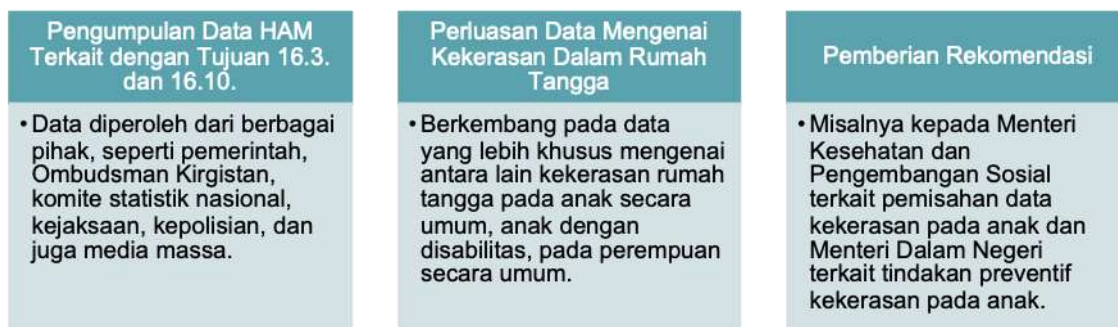 Pengumpulan Data HAM
Terkait dengan Tujuan 16.3.
dan 16.10.
• Data diperoleh dari berbagai
pihak, seperti pemerintah,
Ombudsman Kirgistan,
komite statistik nasional,
kejaksaan, kepolisian, dan
juga media massa.
Perluasan Data Mengenai
Kekerasan Dalam Rumah
Tangga
• Berkembang pada data
yang lebih khusus mengenai
antara lain kekerasan rumah
tangga pada anak secara
umum, anak dengan
disabilitas, pada perempuan
secara umum.
Pemberian Rekomendasi
• Misalnya kepada Menteri
Kesehatan dan
Pengembangan Sosial
terkait pemisahan data
kekerasan pada anak dan
Menteri Dalam Negeri
terkait tindakan preventif
kekerasan pada anak.